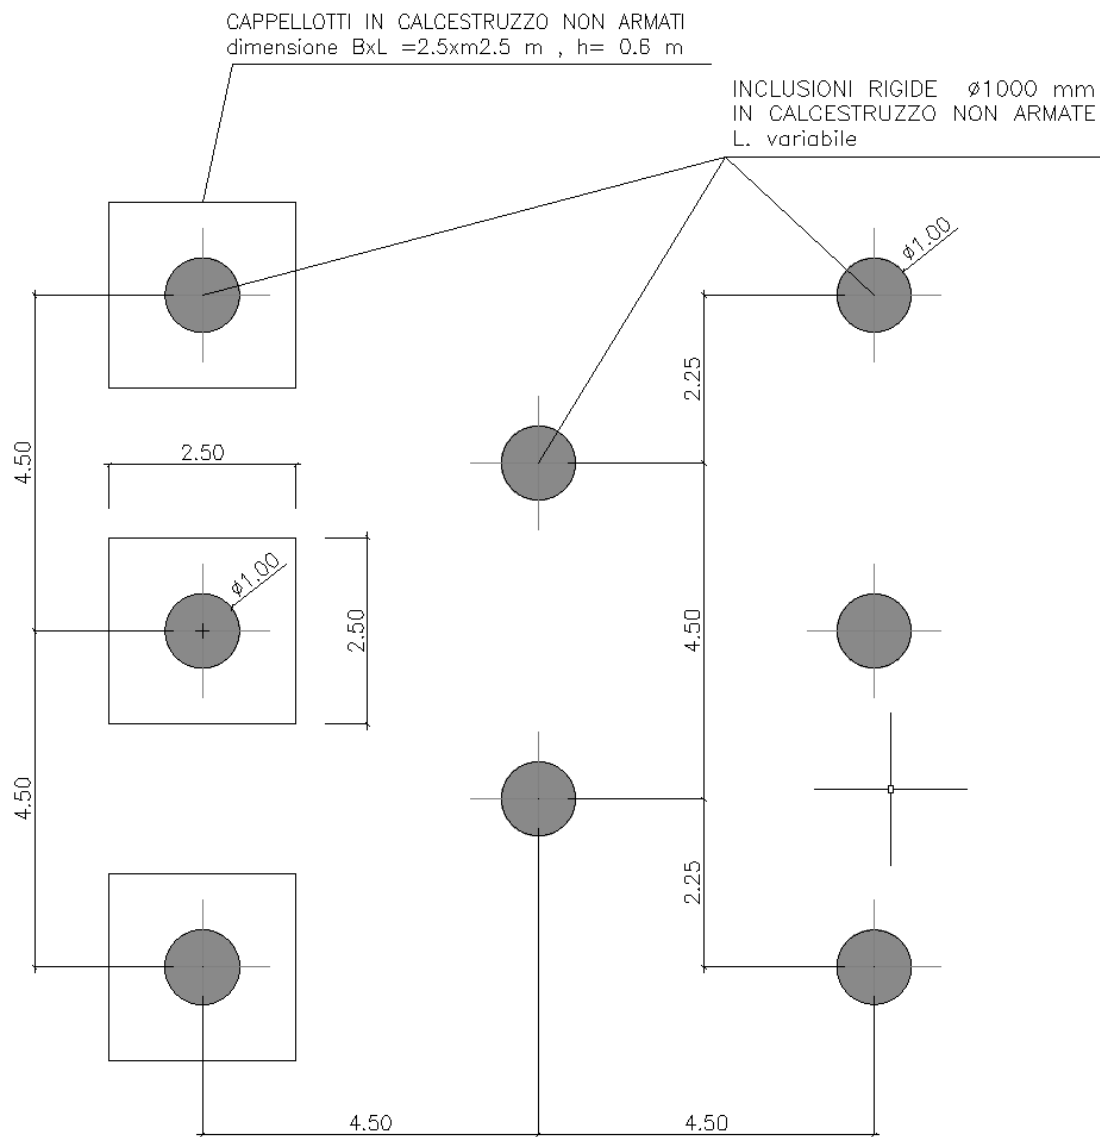 CAPPELLOTTI IN CALCESTRUZZO NON ARMATI
dimensione BxL =2.5xm2.5 m , h= 0.6 m
INCLUSIONI RIGIDE ø1000 mm
IN CALCESTRUZZO NON ARMATE
L. variabile
ø1.00
2.25
4.50
2.50
ø1.00
2.50
4.50
4.50
2.25
4.50
4.50